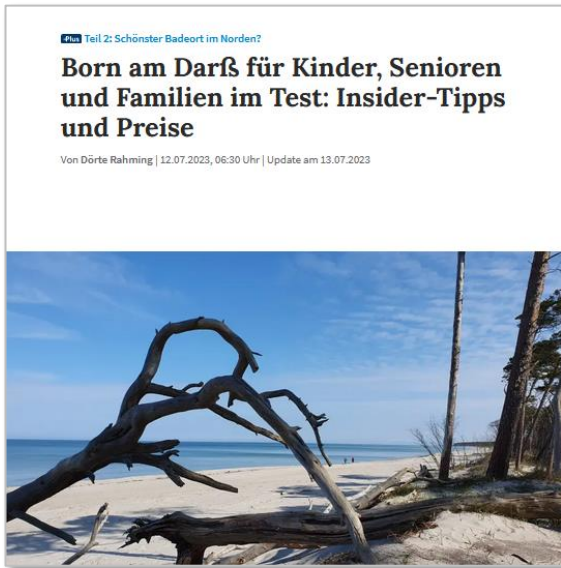 -Plus Teil 2: Schönster Badeort im Norden?
Born am Darß für Kinder, Senioren
und Familien im Test: Insider-Tipps
und Preise
Von Dörte Rahming | 12.07.2023, 06:30 Uhr | Update am 13.07.2023